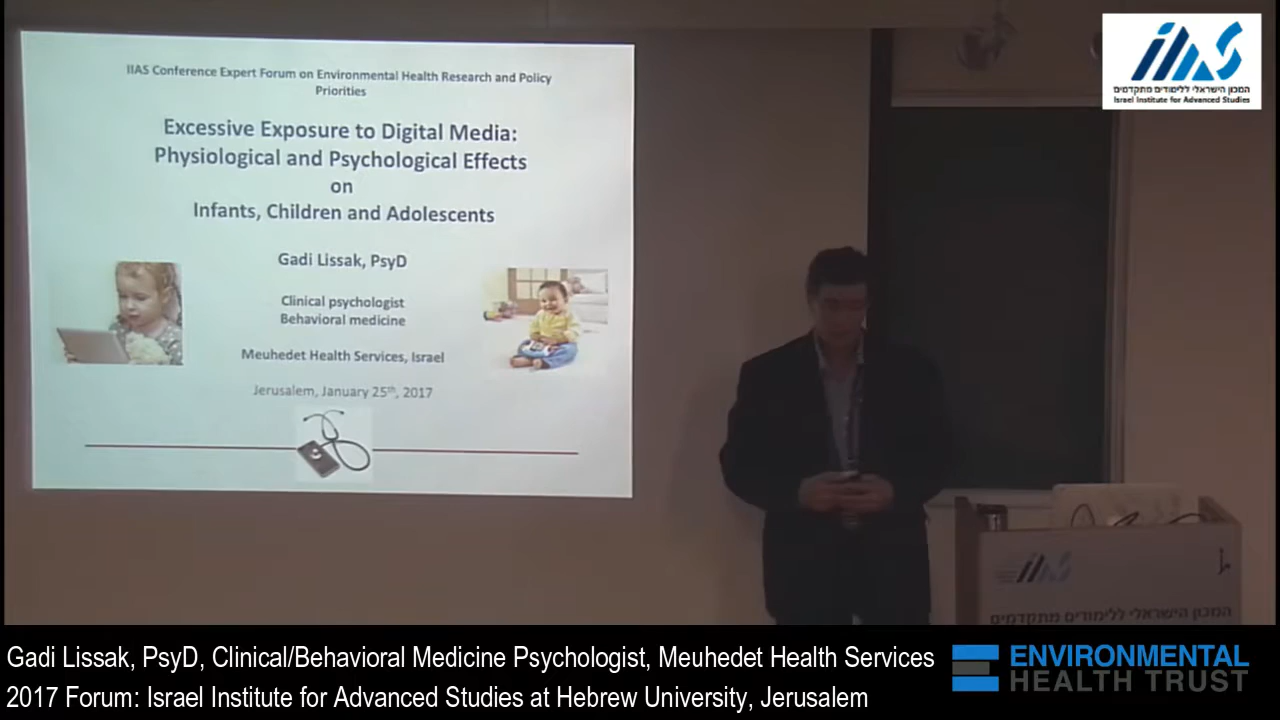 IIAS Conference Expert Forum on Environmental Health Research and Policy
Priorities
Excessive Exposure to Digital Media:
Physiological and Psychological Effects
on
Infants, Children and Adolescents
Gadi Lissak, PsyD
Clinical psychologist
Behavioral medicine
Meuhedet Health Services, Israel
Jerusalem, January 25th, 2017
IIAS
המכון הישראלי ללימודים מתקדמים
Israel Institute for Advanced Studies
IIAS
המכון הישראלי ללימודים מתקדמים
Gadi Lissak, PsyD, Clinical/Behavioral Medicine Psychologist, Meuhedet Health Services
2017 Forum: Israel Institute for Advanced Studies at Hebrew University, Jerusalem
ENVIRONMENTAL
HEALTH TRUST